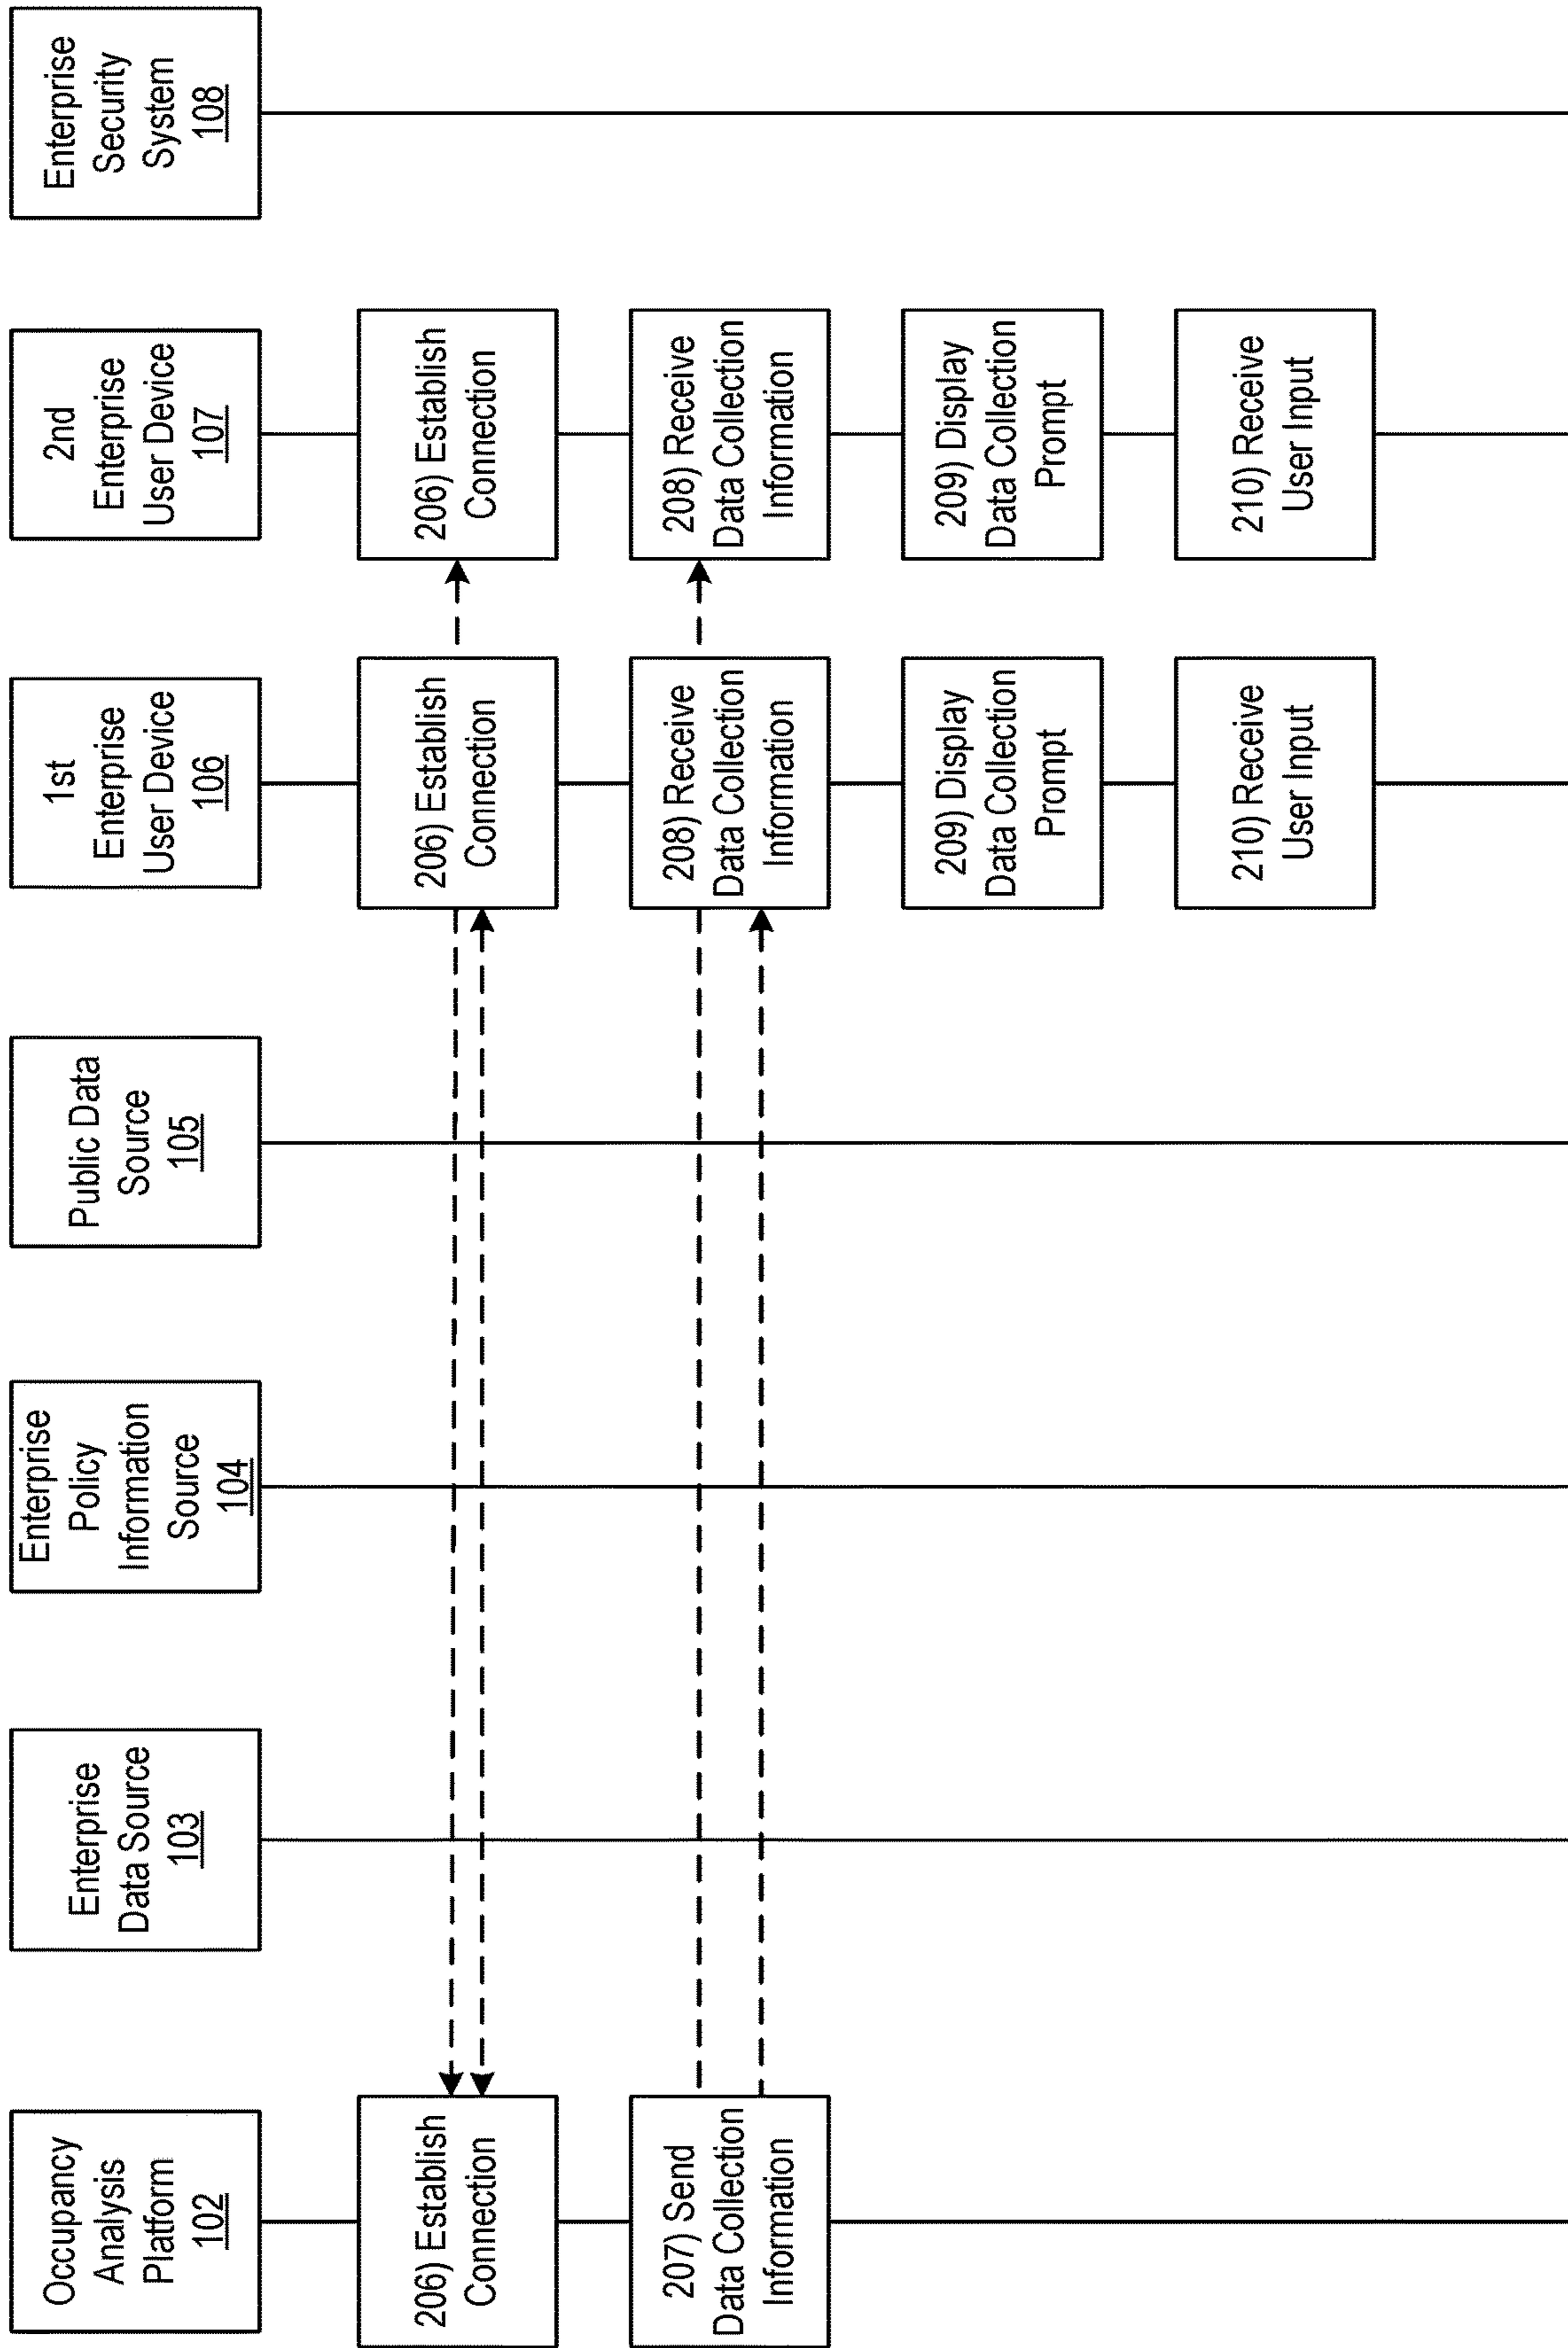 Occupancy
Analysis
Platform
102
Enterprise
Data Source
103
Enterprise
Policy
Information
Source
104
Public Data
Source
105
1st
Enterprise
User Device
106
2nd
Enterprise
User Device
107
Enterprise
Security
System
108
206) Establish
Connection
206) Establish
Connection
206) Establish
Connection
207) Send
Data Collection
Information
208) Receive
Data Collection
Information
208) Receive
Data Collection
Information
209) Display
Data Collection
Prompt
209) Display
Data Collection
Prompt
210) Receive
User Input
210) Receive
User Input